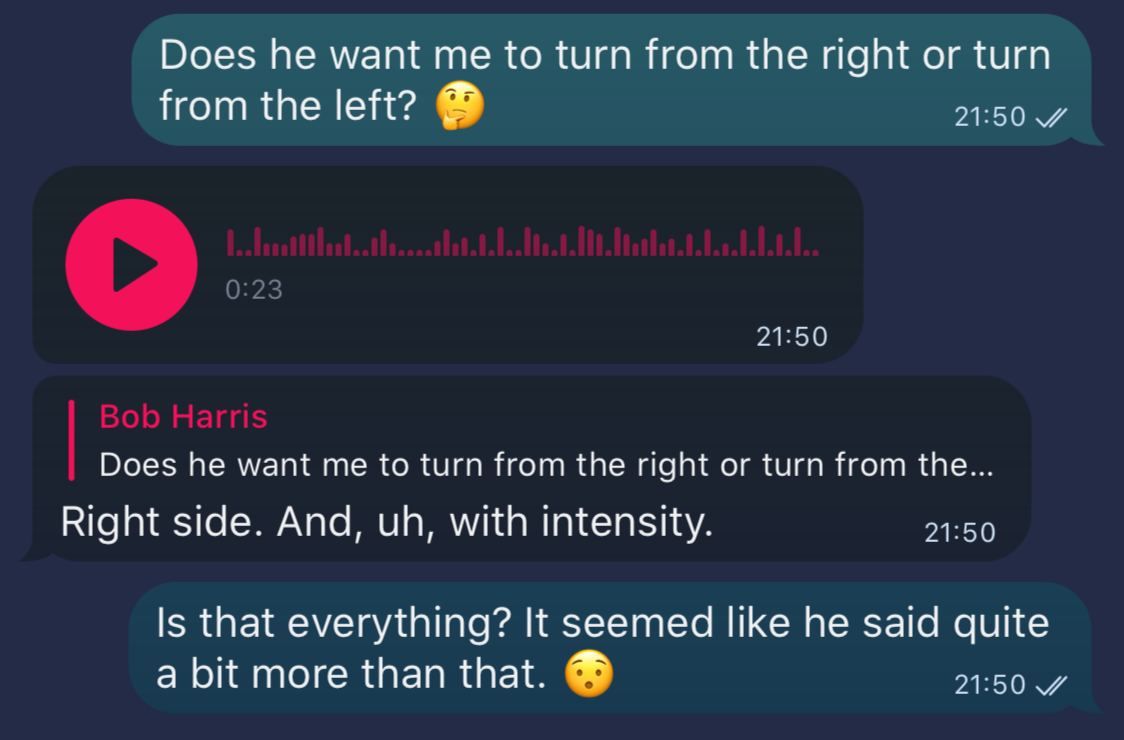 Does he want me to turn from the right or turn
from the left? 🤔
21:50
0:23
21:50
Bob Harris
Does he want me to turn from the right or turn from the...
Right side. And, uh, with intensity.
21:50
Is that everything? It seemed like he said quite
a bit more than that. 😯
21:50